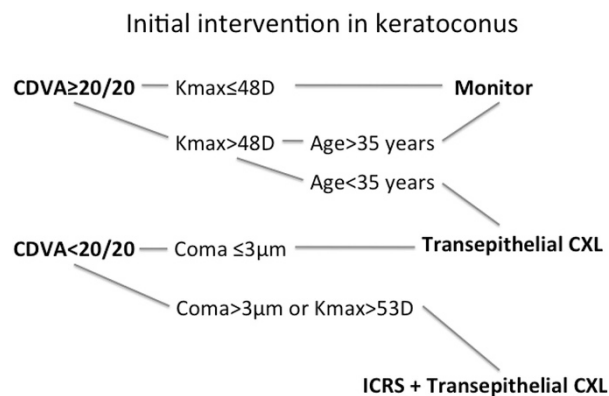 Initial intervention in keratoconus
CDVA≥20/20 Kmax≤48D Monitor
Kmax>48D Age>35 years
Age<35 years
CDVA<20/20 Coma ≤3μm Transepithelial CXL
Coma>3μm or Kmax>53D
ICRS + Transepithelial CXL